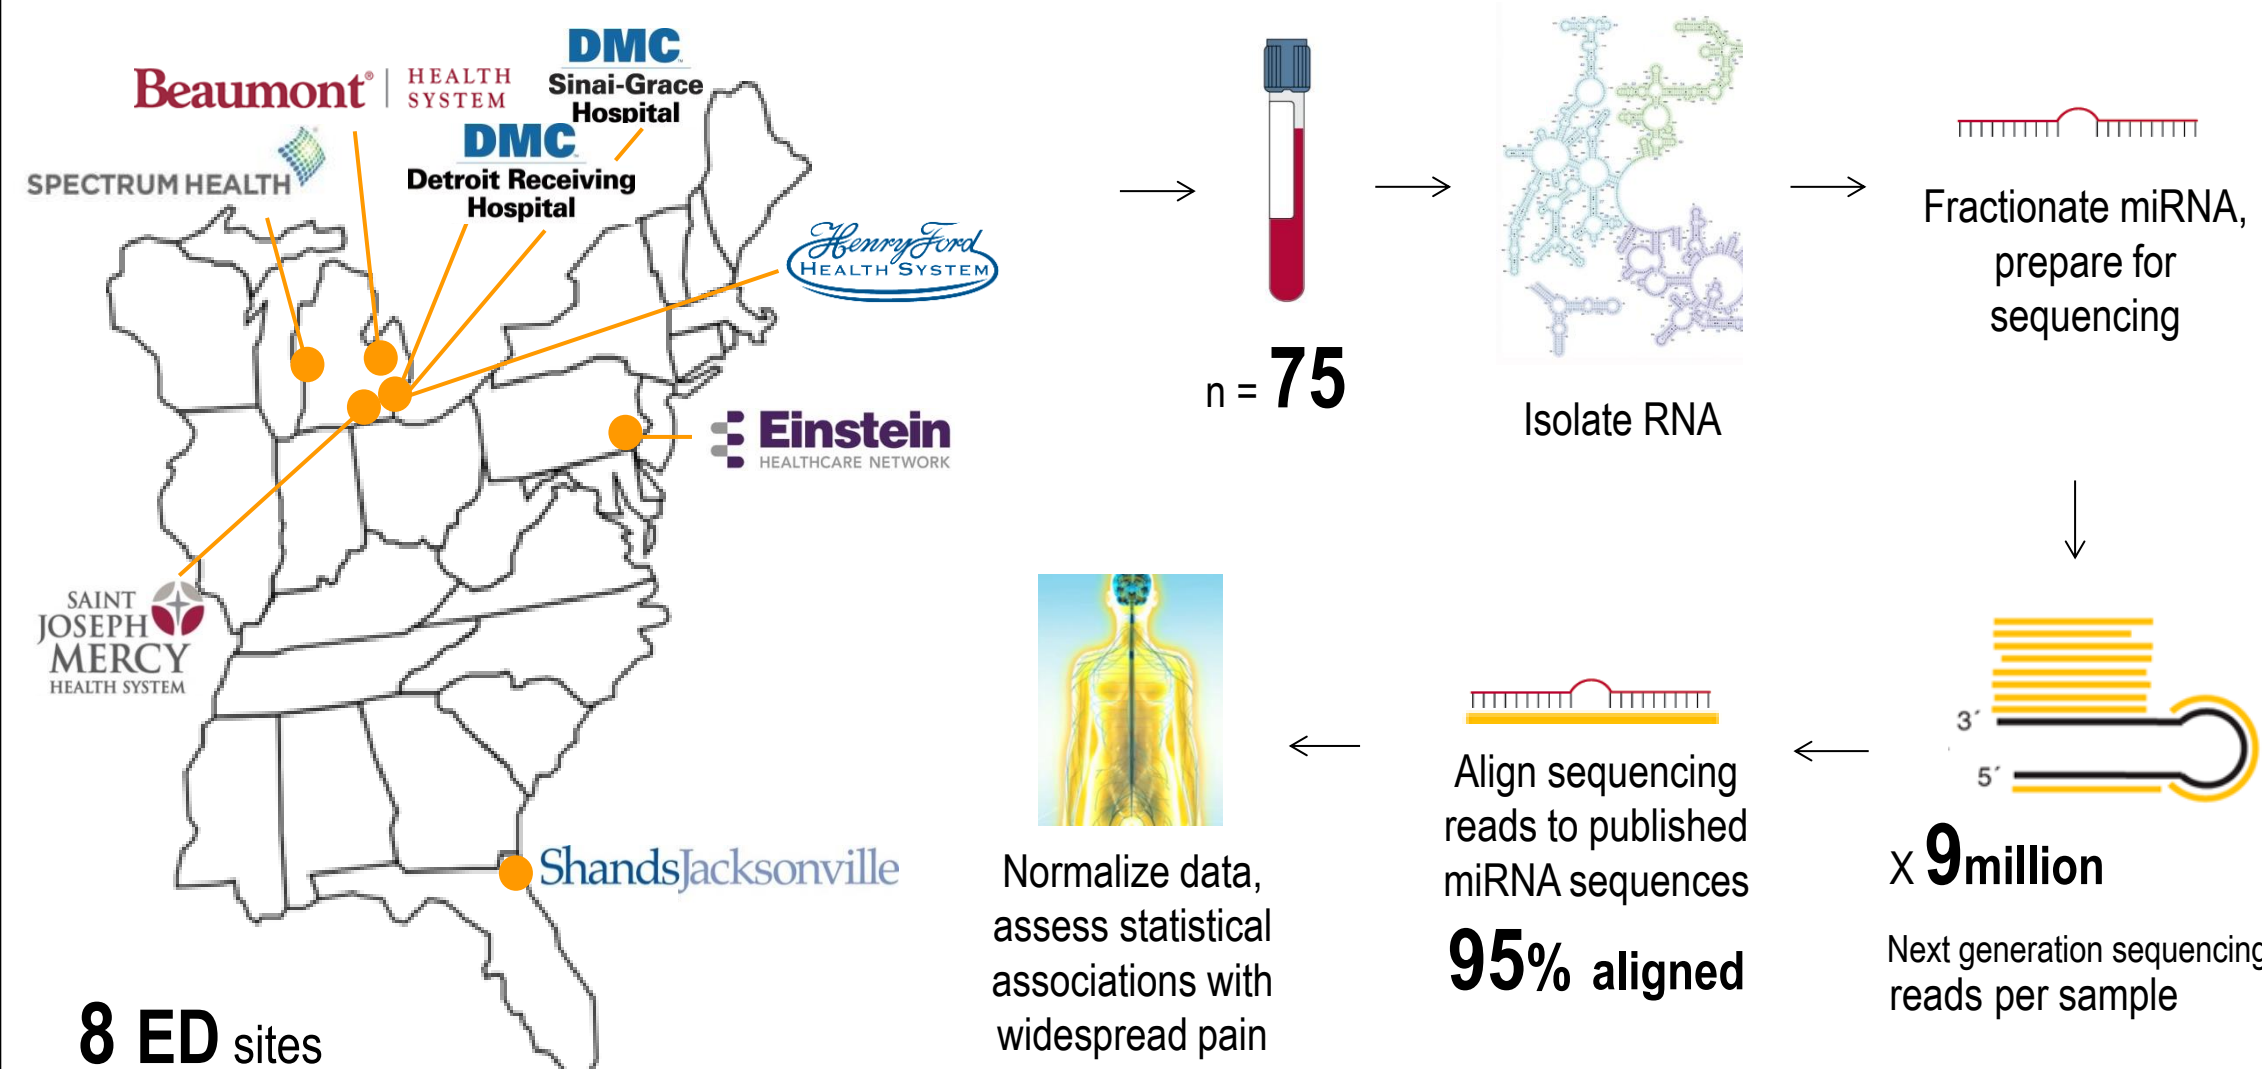 DMC
Sinai-Grace
Hospital
Beaumont® | HEALTH
SYSTEM
DMC
Detroit Receiving
Hospital
SPECTRUM HEALTH
Henry Ford
HEALTH SYSTEM
Einstein
HEALTHCARE NETWORK
SAINT
JOSEPH
MERCY
HEALTH SYSTEM
ShandsJacksonville
8 ED sites
n = 75
Isolate RNA
Fractionate miRNA,
prepare for
sequencing
3´
5´
X 9million
Next generation sequencing
reads per sample
Align sequencing
reads to published
miRNA sequences
95% aligned
Normalize data,
assess statistical
associations with
widespread pain